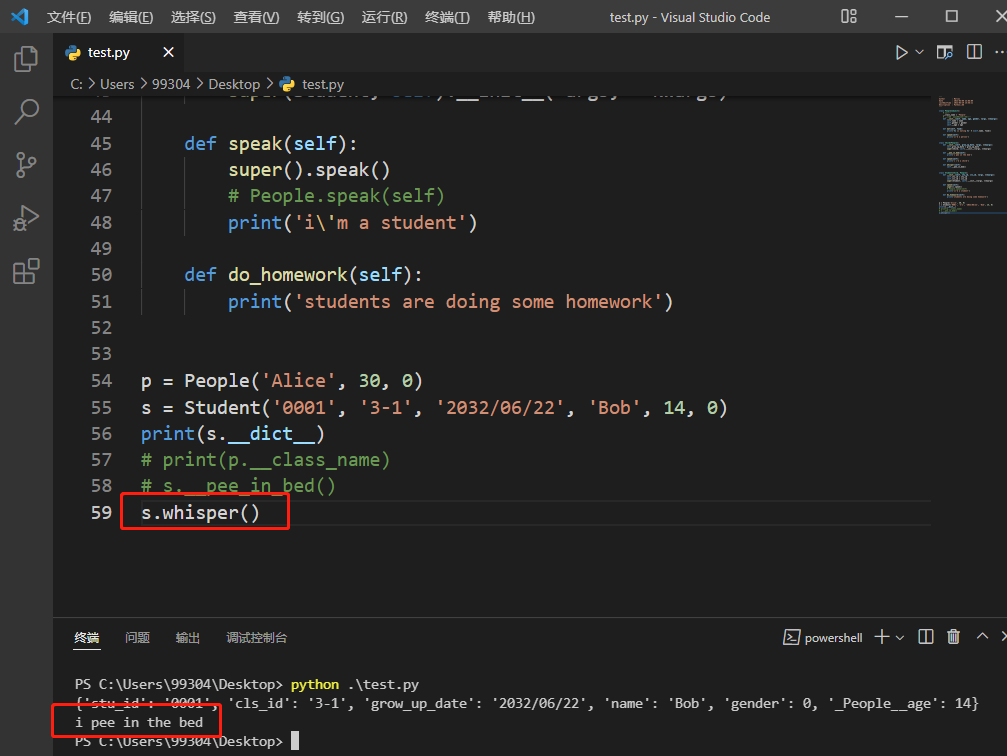 文件(F) 编辑(E) 选择(S) 查看(V) 转到(G) 运行(R) 终端(T) 帮助(H) test.py - Visual Studio Code
test.py
C: > Users > 99304 > Desktop > test.py
44
45 def speak(self):
46 super().speak()
47 # People.speak(self)
48 print('i\'m a student')
49
50 def do_homework(self):
51 print('students are doing some homework')
52
53
54 p = People('Alice', 30, 0)
55 s = Student('0001', '3-1', '2032/06/22', 'Bob', 14, 0)
56 print(s.__dict__)
57 # print(p.__class_name)
58 # s.__pee_in_bed()
59 s.whisper()
终端 问题 输出 调试控制台 powershell
PS C:\Users\99304\Desktop> python .\test.py
{'stu_id': '0001', 'cls_id': '3-1', 'grow_up_date': '2032/06/22', 'name': 'Bob', 'gender': 0, '_People__age': 14}
i pee in the bed
PS C:\Users\99304\Desktop>